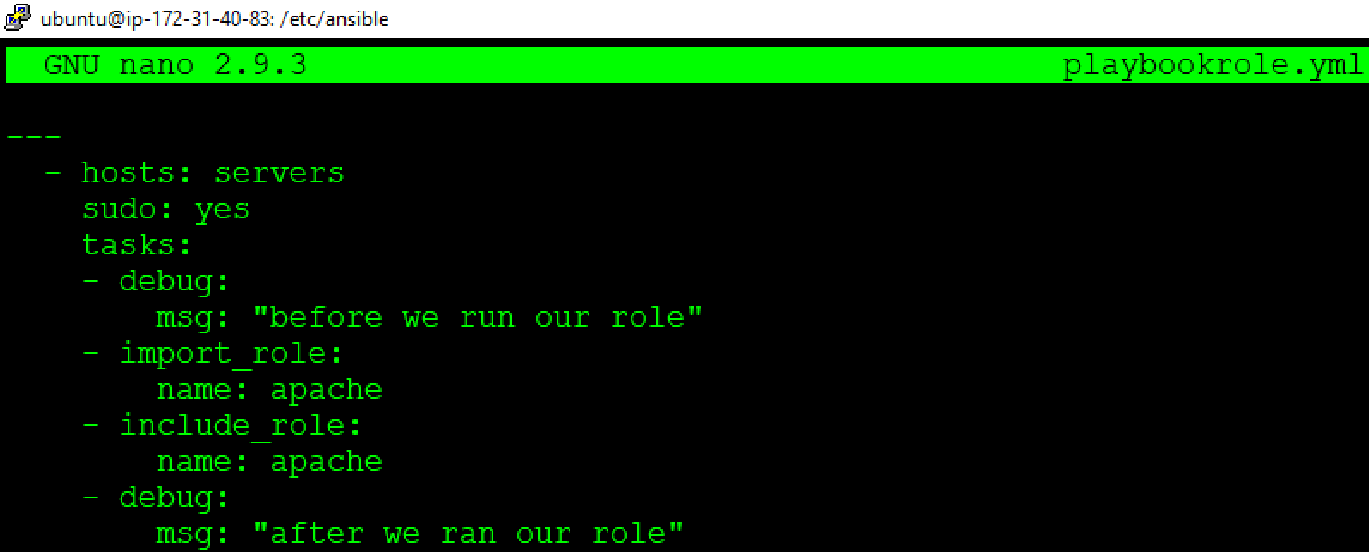 ubuntu@ip-172-31-40-83: /etc/ansible
GNU nano 2.9.3 playbookrole.yml
---
- hosts: servers
sudo: yes
tasks:
- debug:
msg: "before we run our role"
- import_role:
name: apache
- include_role:
name: apache
- debug:
msg: "after we ran our role"